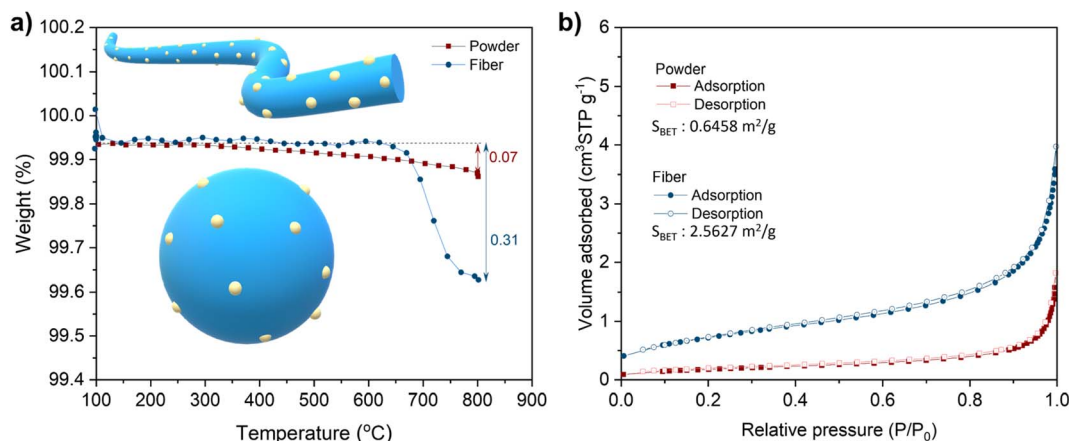 a)
100.2
100.1
100.0
99.9
99.8
99.7
99.6
99.5
99.4
Weight (%)
Powder
Fiber
0.07
0.31
100 200 300 400 500 600 700 800 900
Temperature (°C)
b)
6
5
4
3
2
1
0
Volume adsorbed (cm³STP g⁻¹)
Powder
Adsorption
Desorption
S_BET : 0.6458 m²/g
Fiber
Adsorption
Desorption
S_BET : 2.5627 m²/g
0.0 0.2 0.4 0.6 0.8 1.0
Relative pressure (P/P₀)